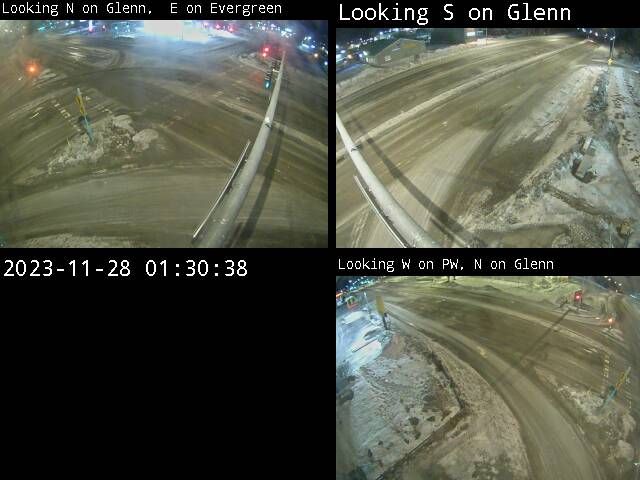 Looking N on Glenn,  E on Evergreen
Looking S on Glenn
2023-11-28 01:30:38
Looking W on PW, N on Glenn